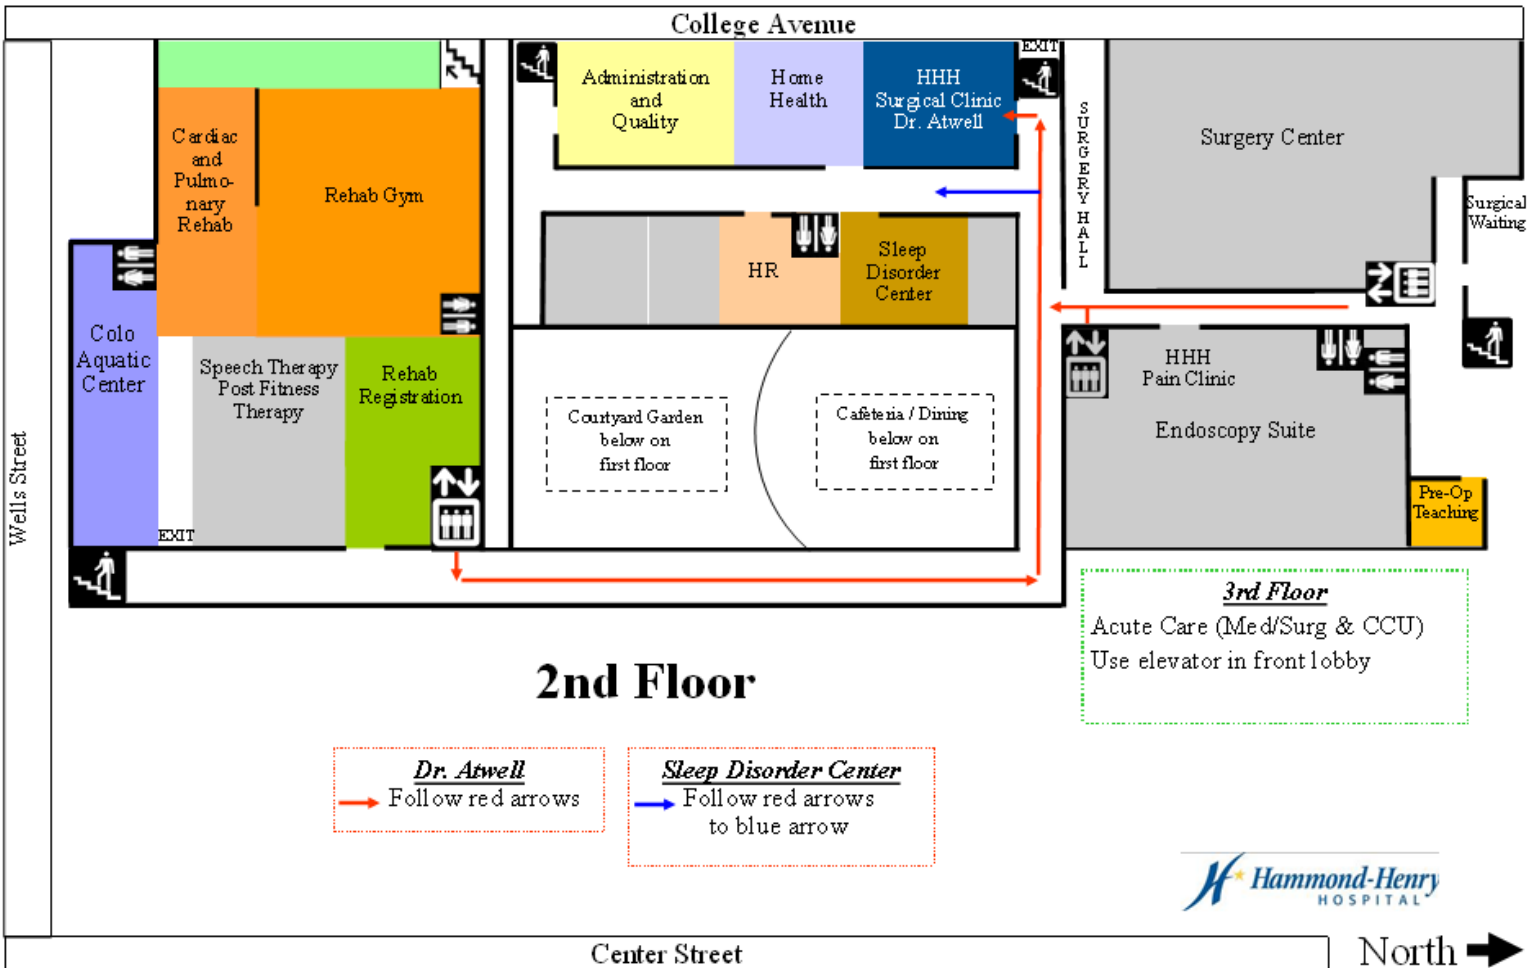 College Avenue
Wells Street
EXIT
Administration
and
Quality
Home
Health
HHH
Surgical Clinic
Dr. Atwell
SURGERY HALL
Surgery Center
Surgical
Waiting
Cardiac
and
Pulmo-
nary
Rehab
Rehab Gym
HR
Sleep
Disorder
Center
Colo
Aquatic
Center
Speech Therapy
Post Fitness
Therapy
Rehab
Registration
EXIT
Courtyard Garden
below on
first floor
Cafeteria / Dining
below on
first floor
HHH
Pain Clinic
Endoscopy Suite
Pre-Op
Teaching
3rd Floor
Acute Care (Med/Surg & CCU)
Use elevator in front lobby
2nd Floor
Dr. Atwell
Follow red arrows
Sleep Disorder Center
Follow red arrows
to blue arrow
Hammond-Henry
HOSPITAL
Center Street
North